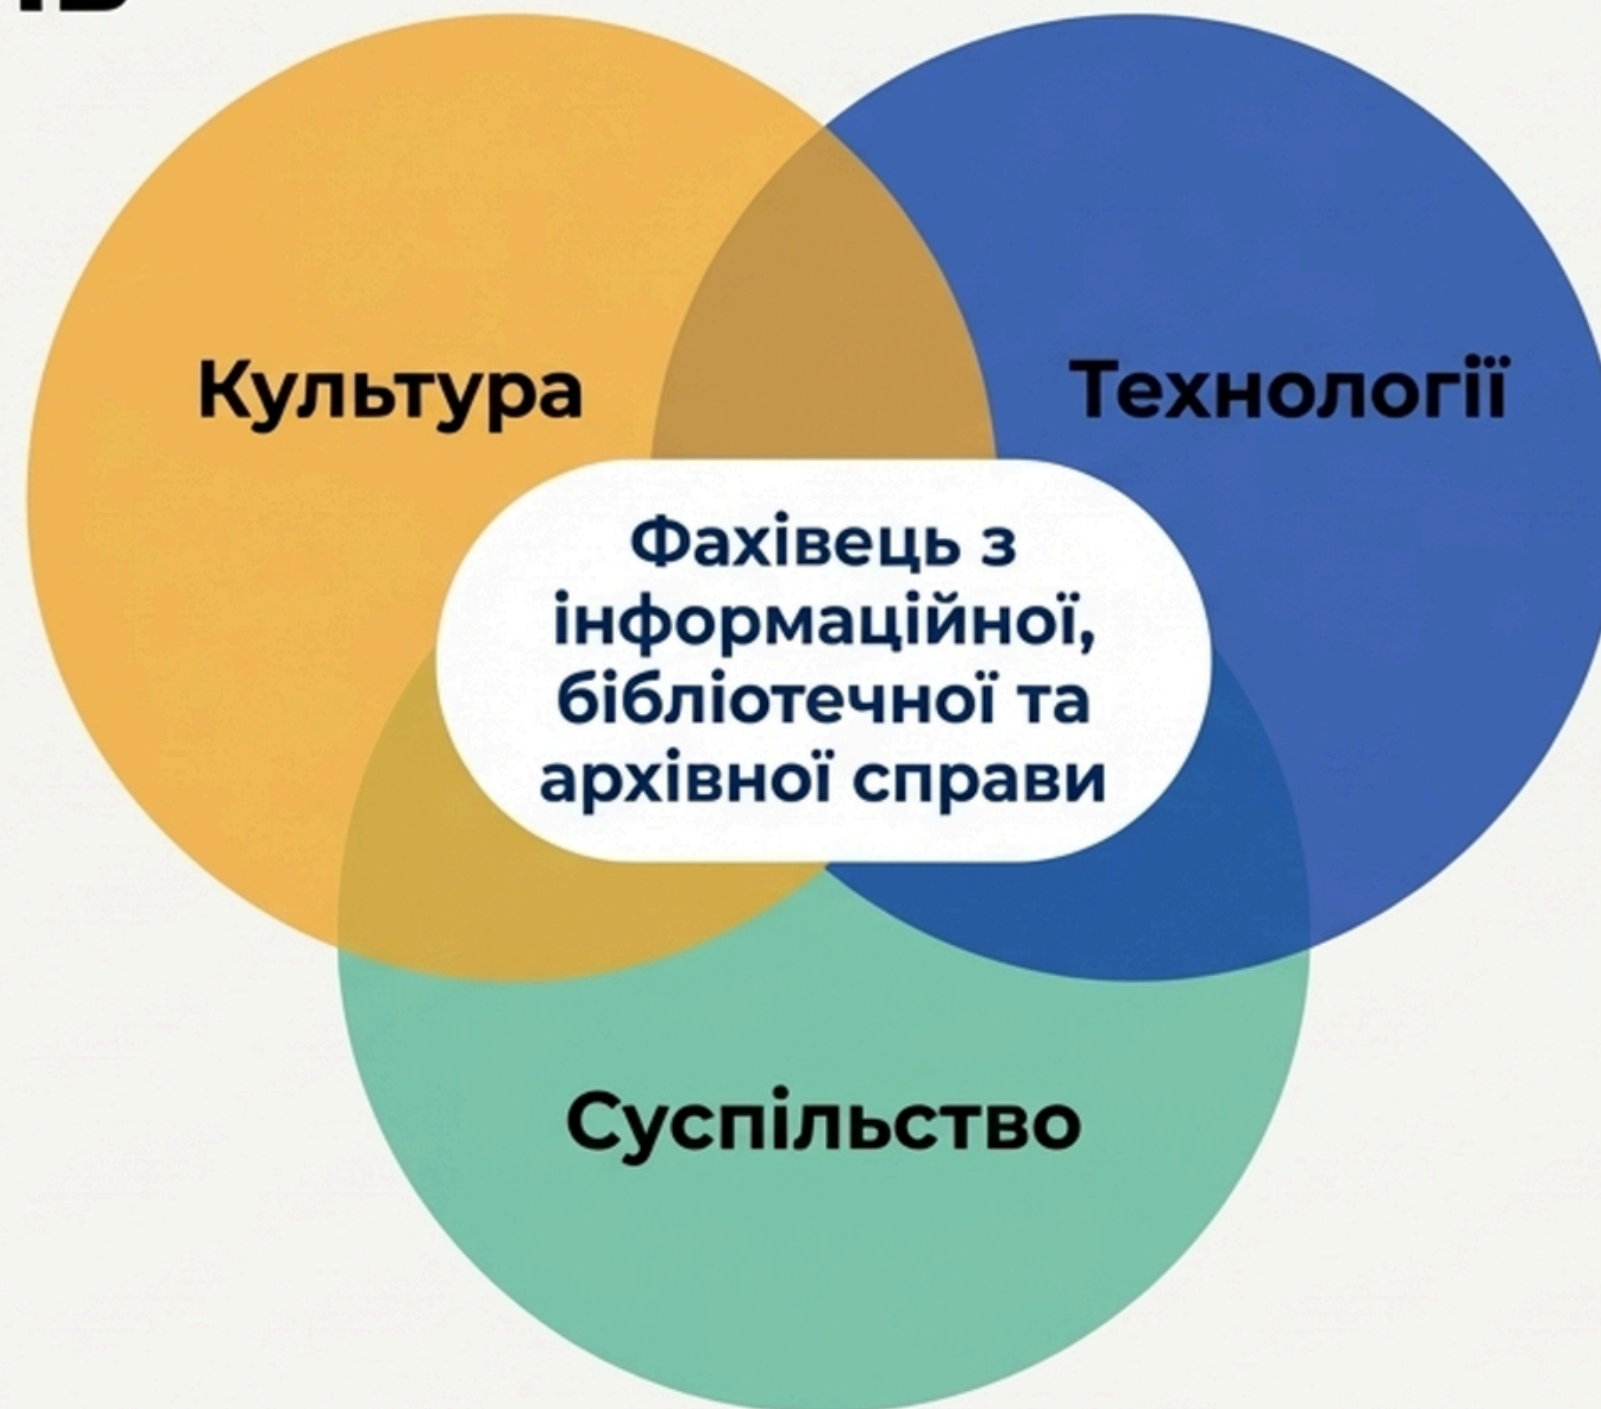 Культура
Технології
Фахівець з
інформаційної,
бібліотечної та
архівної справи
Суспільство